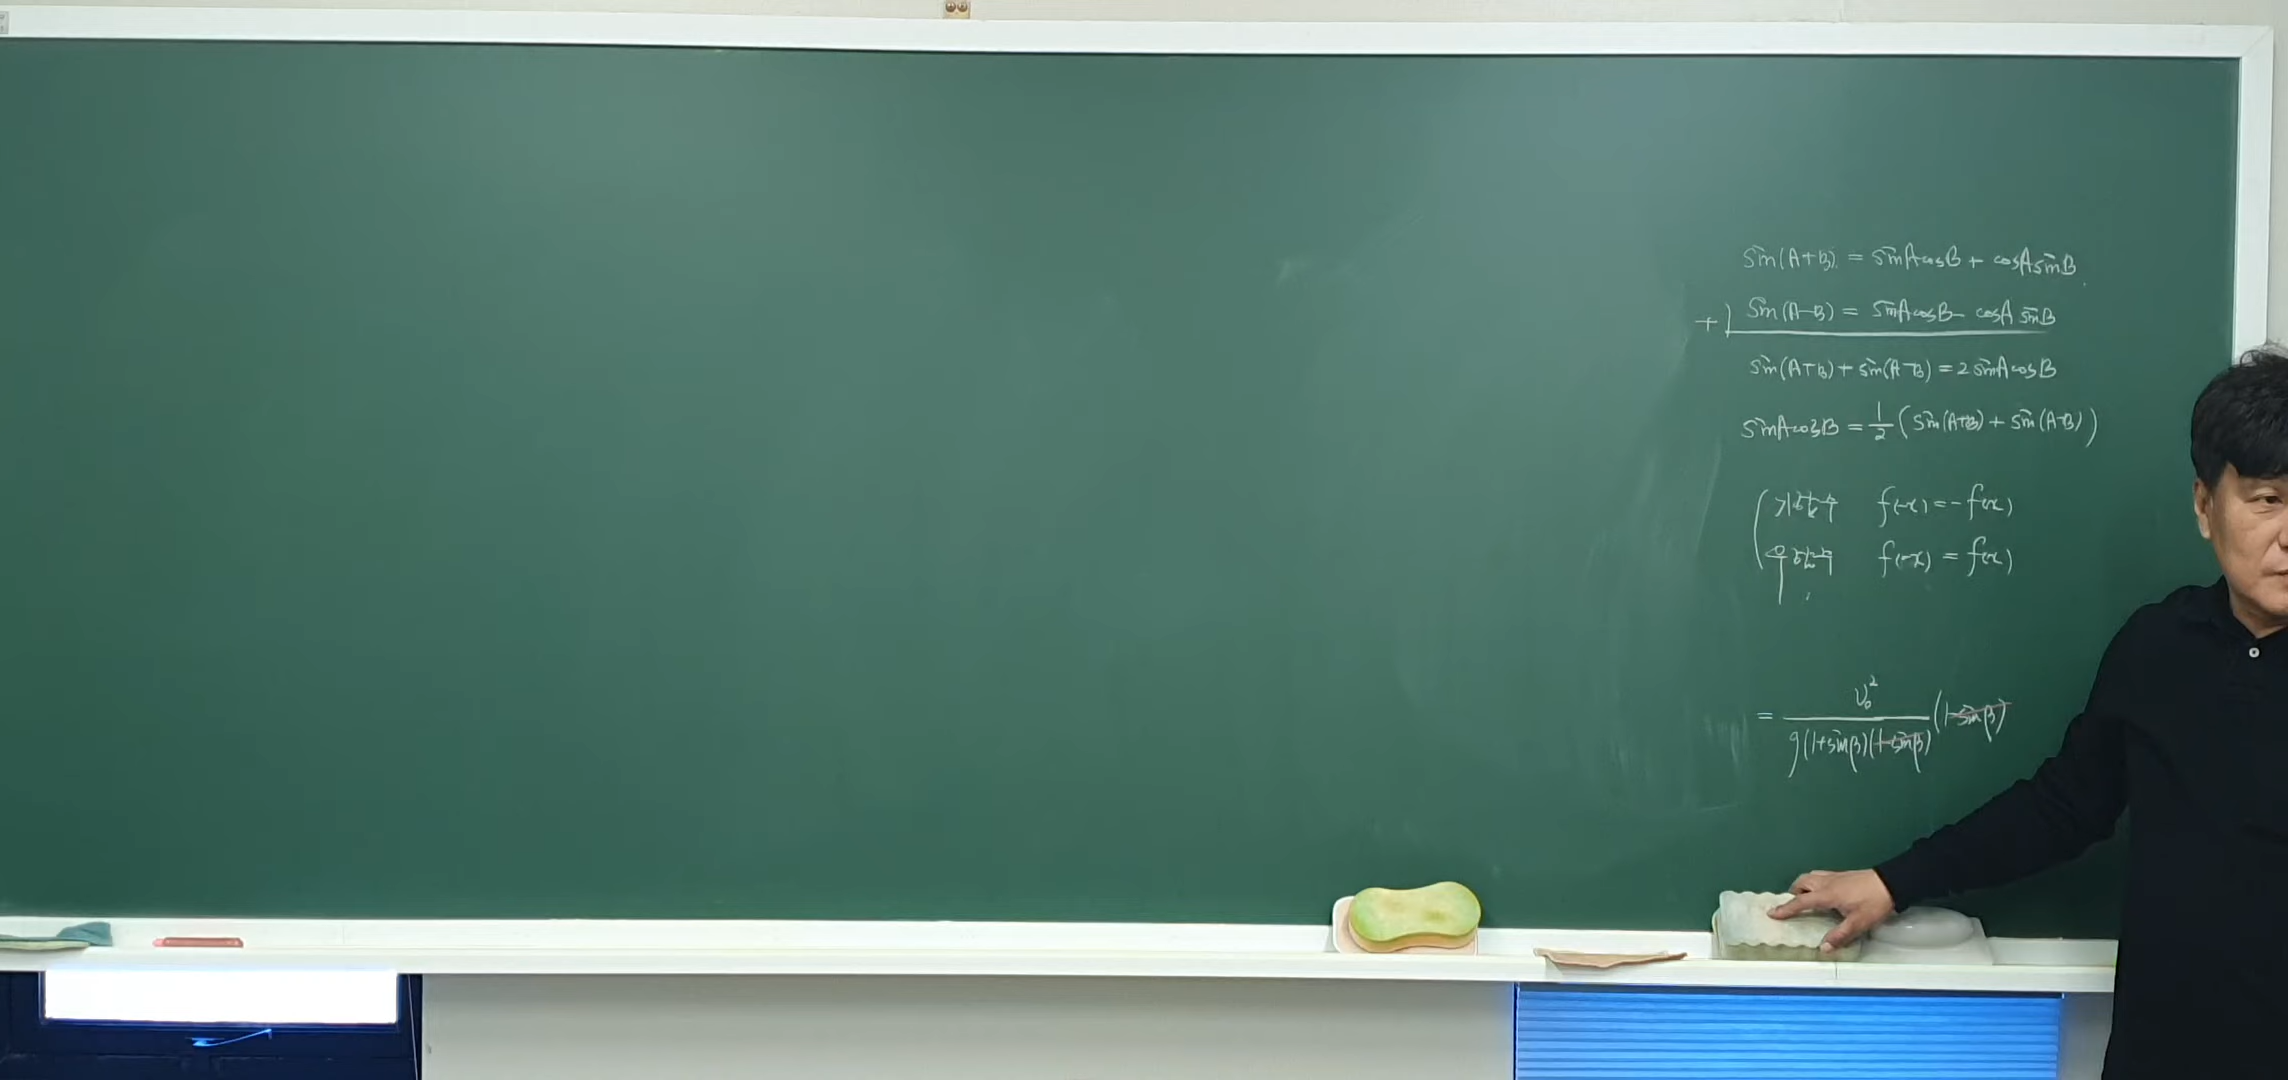 sin(A+B) = sinAcosB + cosAsinB
+) sin(A-B) = sinAcosB - cosA sinB
sin(A+B) + sin(A-B) = 2 sinAcosB
sinAcosB = 1/2 (sin(A+B) + sin(A-B))
기함수 f(-x) = - f(x)
우함수 f(-x) = f(x)
= v₀² / g(1+sinβ)(1-sinβ) (1-sinβ)